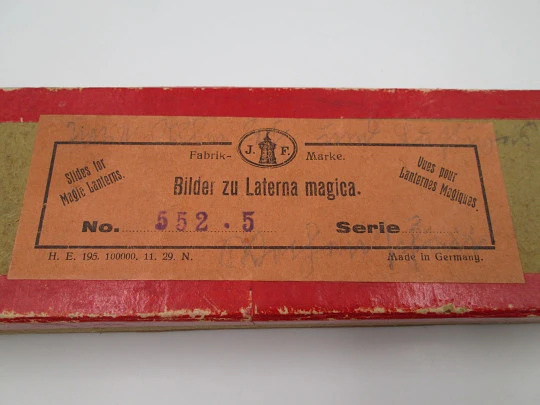 J. F.
Fabrik- Marke.
Slides for
Magic Lanterns.
Vues pour
Lanternes Magiques.
Bilder zu Laterna magica.
No. 552.5 Serie
H. E. 195. 100000, 11. 29. N. Made in Germany.